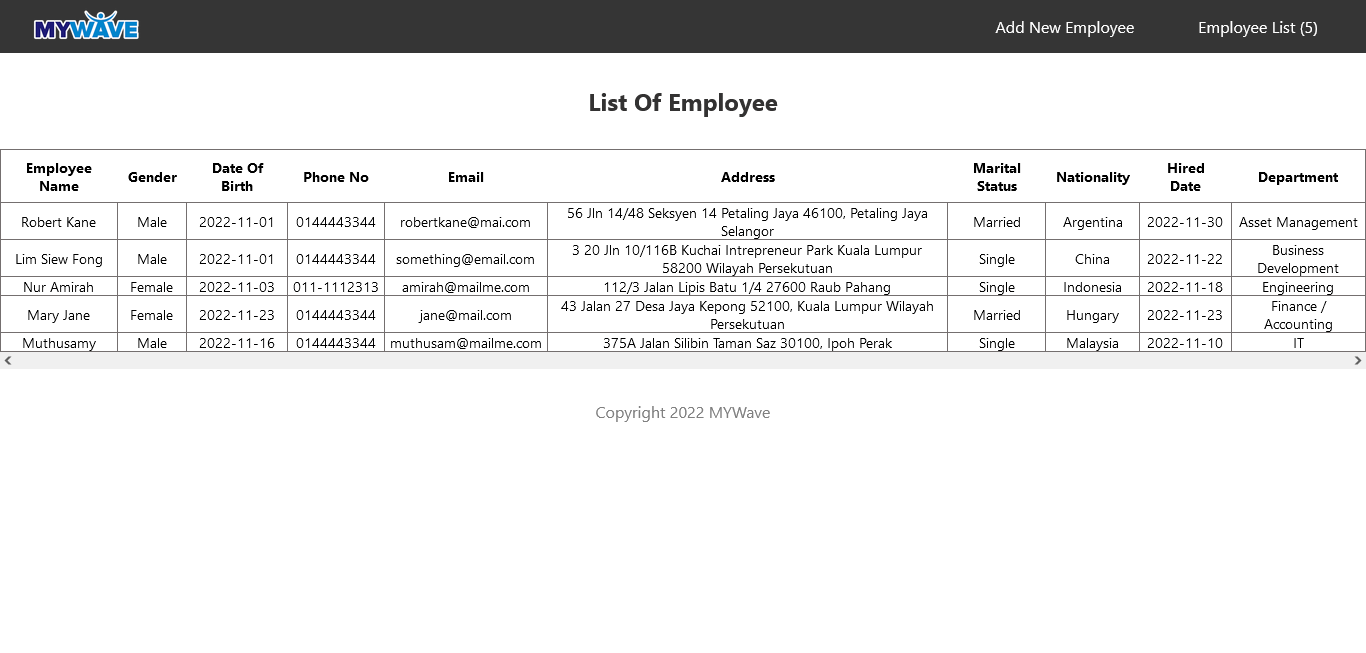 MYWAVE
Add New Employee
Employee List (5)
List Of Employee
Employee Name Gender Date Of Birth Phone No Email Address Marital Status Nationality Hired Date Department
Robert Kane Male 2022-11-01 0144443344 robertkane@mai.com 56 Jln 14/48 Seksyen 14 Petaling Jaya 46100, Petaling Jaya Selangor Married Argentina 2022-11-30 Asset Management
Lim Siew Fong Male 2022-11-01 0144443344 something@email.com 3 20 Jln 10/116B Kuchai Intrepreneur Park Kuala Lumpur 58200 Wilayah Persekutuan Single China 2022-11-22 Business Development
Nur Amirah Female 2022-11-03 011-1112313 amirah@mailme.com 112/3 Jalan Lipis Batu 1/4 27600 Raub Pahang Single Indonesia 2022-11-18 Engineering
Mary Jane Female 2022-11-23 0144443344 jane@mail.com 43 Jalan 27 Desa Jaya Kepong 52100, Kuala Lumpur Wilayah Persekutuan Married Hungary 2022-11-23 Finance / Accounting
Muthusamy Male 2022-11-16 0144443344 muthusam@mailme.com 375A Jalan Silibin Taman Saz 30100, Ipoh Perak Single Malaysia 2022-11-10 IT
Copyright 2022 MYWave